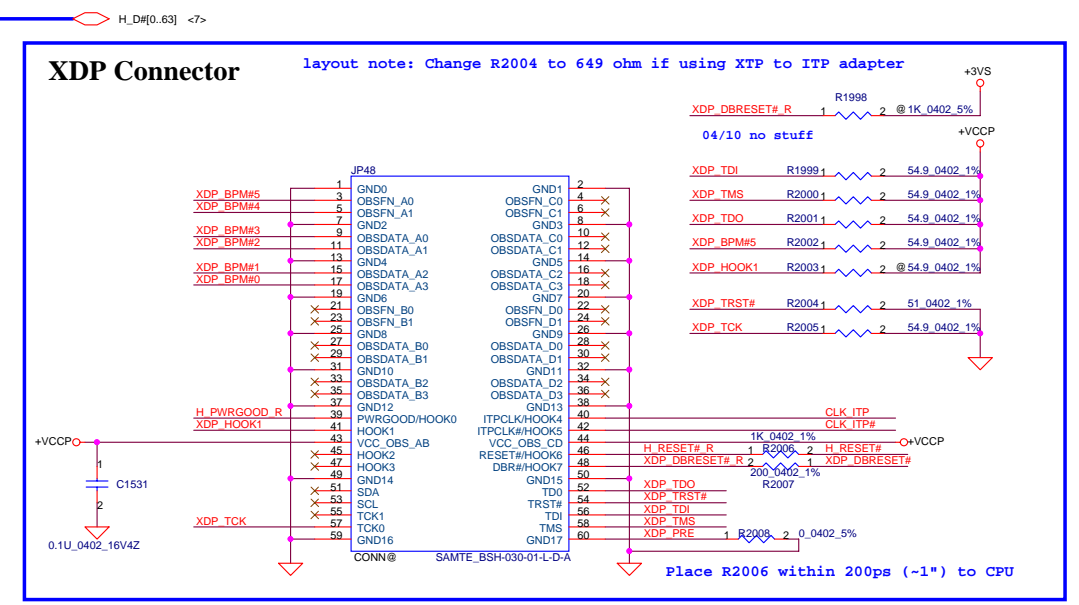 H_D#[0..63] <7>
XDP Connector
layout note: Change R2004 to 649 ohm if using XTP to ITP adapter
+3VS
R1998
XDP_DBRESET#_R 1 2 @1K_0402_5%
04/10 no stuff
+VCCP
XDP_TDI R1999 1 2 54.9_0402_1%
XDP_TMS R2000 1 2 54.9_0402_1%
XDP_TDO R2001 1 2 54.9_0402_1%
XDP_BPM#5 R2002 1 2 54.9_0402_1%
XDP_HOOK1 R2003 1 2 @54.9_0402_1%
XDP_TRST# R2004 1 2 51_0402_1%
XDP_TCK R2005 1 2 54.9_0402_1%
JP48
1 GND0 GND1 2
XDP_BPM#5 3 OBSFN_A0 OBSFN_C0 4
XDP_BPM#4 5 OBSFN_A1 OBSFN_C1 6
7 GND2 GND3 8
XDP_BPM#3 9 OBSDATA_A0 OBSDATA_C0 10
XDP_BPM#2 11 OBSDATA_A1 OBSDATA_C1 12
13 GND4 GND5 14
XDP_BPM#1 15 OBSDATA_A2 OBSDATA_C2 16
XDP_BPM#0 17 OBSDATA_A3 OBSDATA_C3 18
19 GND6 GND7 20
21 OBSFN_B0 OBSFN_D0 22
23 OBSFN_B1 OBSFN_D1 24
25 GND8 GND9 26
27 OBSDATA_B0 OBSDATA_D0 28
29 OBSDATA_B1 OBSDATA_D1 30
31 GND10 GND11 32
33 OBSDATA_B2 OBSDATA_D2 34
35 OBSDATA_B3 OBSDATA_D3 36
37 GND12 GND13 38
H_PWRGOOD_R 39 PWRGOOD/HOOK0 ITPCLK/HOOK4 40 CLK_ITP
XDP_HOOK1 41 HOOK1 ITPCLK#/HOOK5 42 CLK_ITP#
1K_0402_1%
+VCCP 43 VCC_OBS_AB VCC_OBS_CD 44 +VCCP
45 HOOK2 RESET#/HOOK6 46 H_RESET#_R 1 R2006 2 H_RESET#
47 HOOK3 DBR#/HOOK7 48 XDP_DBRESET#_R 2 1 XDP_DBRESET#
200_0402_1%
R2007
49 GND14 GND15 50
51 SDA TD0 52 XDP_TDO
53 SCL TRST# 54 XDP_TRST#
55 TCK1 TDI 56 XDP_TDI
XDP_TCK 57 TCK0 TMS 58 XDP_TMS
59 GND16 GND17 60 XDP_PRE 1 R2008 2 0_0402_5%
1
C1531
2
0.1U_0402_16V4Z
CONN@ SAMTE_BSH-030-01-L-D-A
Place R2006 within 200ps (~1") to CPU